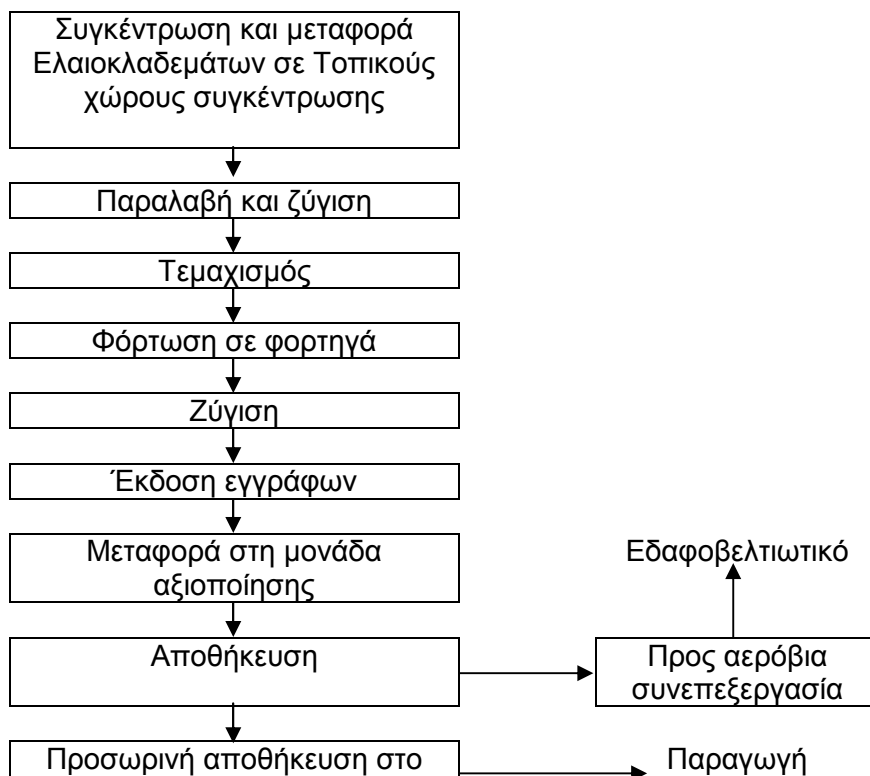 Συγκέντρωση και μεταφορά
Ελαιοκλαδεμάτων σε Τοπικούς
χώρους συγκέντρωσης
Παραλαβή και ζύγιση
Τεμαχισμός
Φόρτωση σε φορτηγά
Ζύγιση
Έκδοση εγγράφων
Μεταφορά στη μονάδα
αξιοποίησης
Εδαφοβελτιωτικό
Αποθήκευση
Προς αερόβια
συνεπεξεργασία
Προσωρινή αποθήκευση στο
Παραγωγή